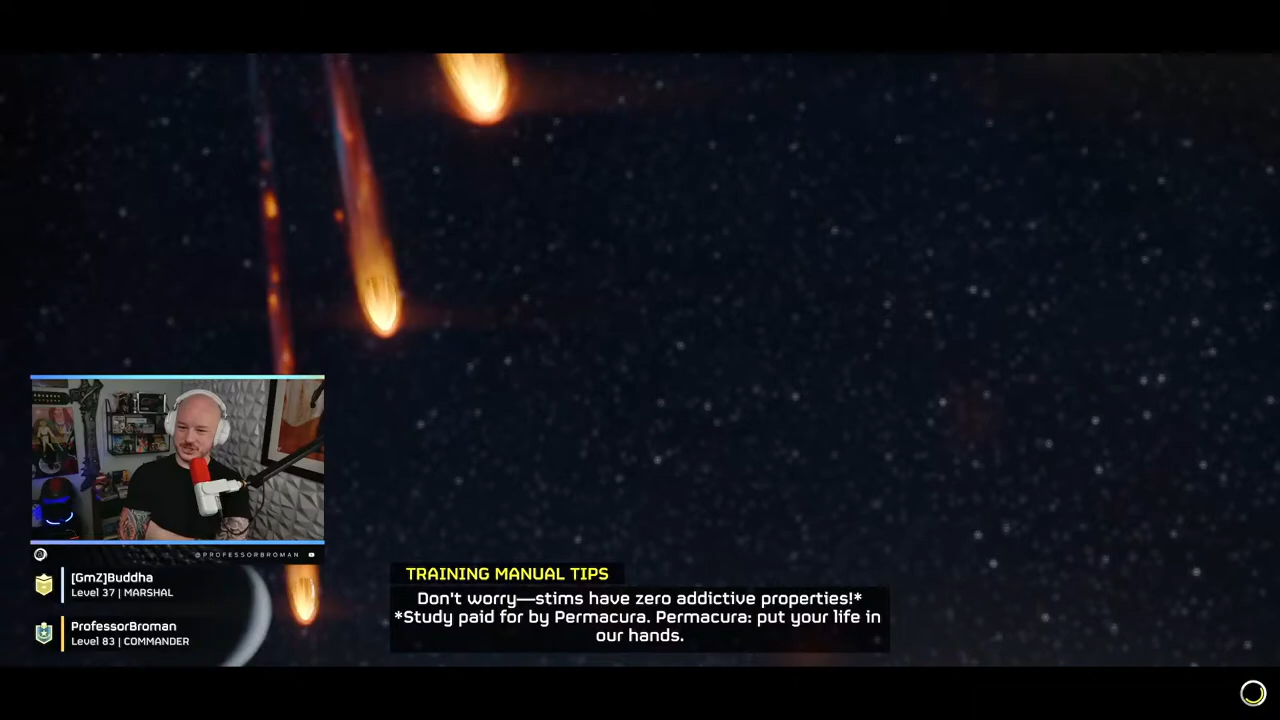 @PROFESSORBROMAN
[GmZ]Buddha
Level 37 | MARSHAL
ProfessorBroman
Level 83 | COMMANDER
TRAINING MANUAL TIPS
Don't worry—stims have zero addictive properties!*
*Study paid for by Permacura. Permacura: put your life in
our hands.